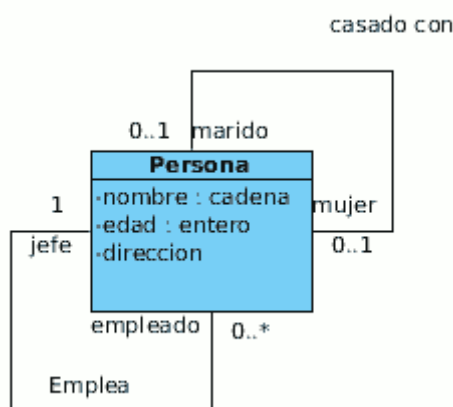 casado con
0..1 marido
Persona
-nombre : cadena
-edad : entero
-direccion
1
jefe
mujer
0..1
empleado
0..*
Emplea